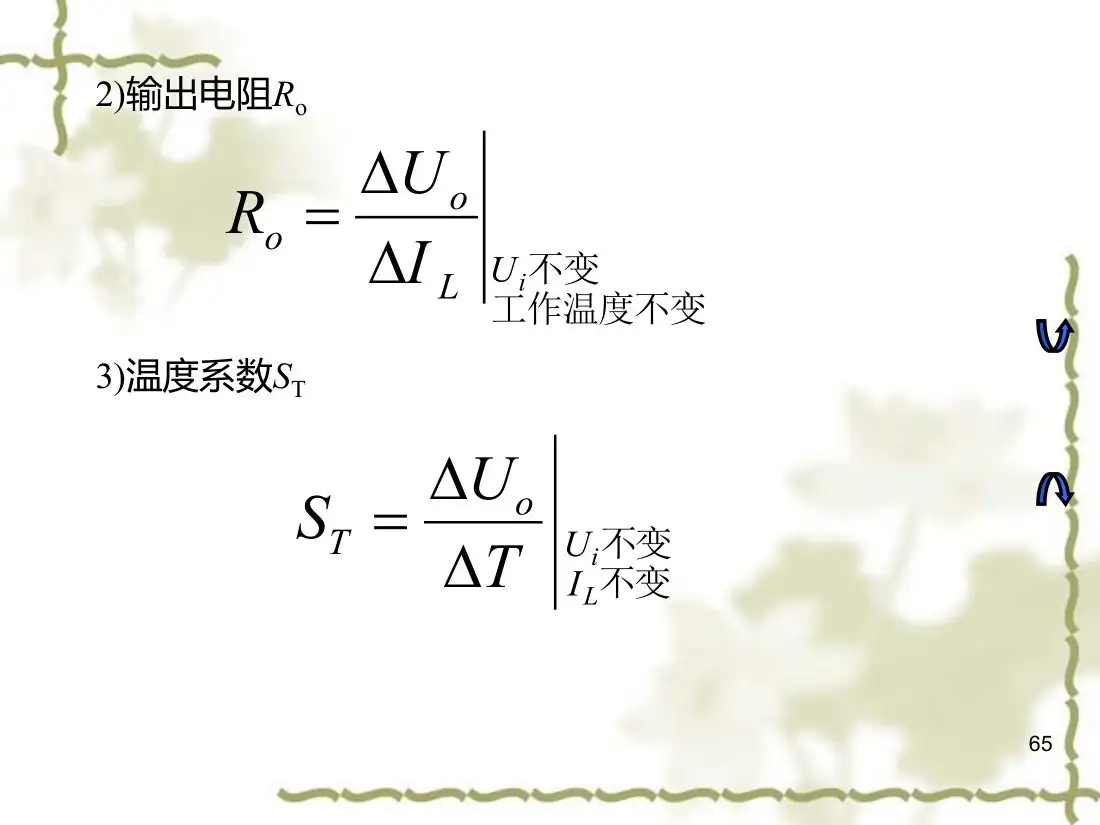 2)输出电阻Ro
Ro = ΔUo / ΔIL | Ui不变
工作温度不变
3)温度系数ST
ST = ΔUo / ΔT | Ui不变
IL不变
65